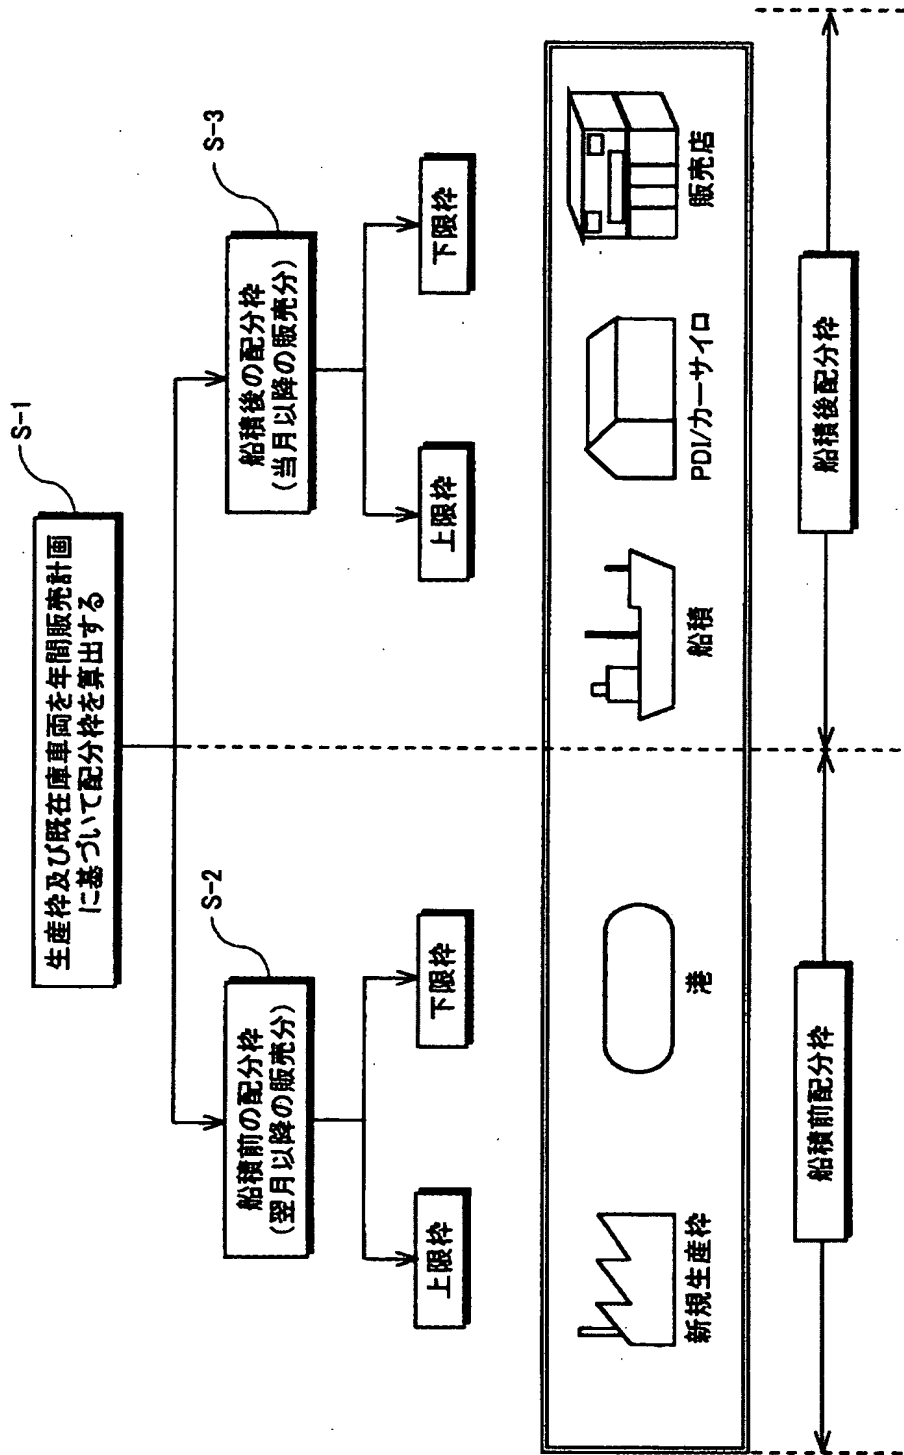 生産枠及び既在庫車両を年間販売計画
に基づいて配分枠を算出する
S-1
船積前の配分枠
(翌月以降の販売分)
S-2
船積後の配分枠
(当月以降の販売分)
S-3
上限枠
下限枠
上限枠
下限枠
新規生産枠
港
船積
PDI/カーサイロ
販売店
船積前配分枠
船積後配分枠